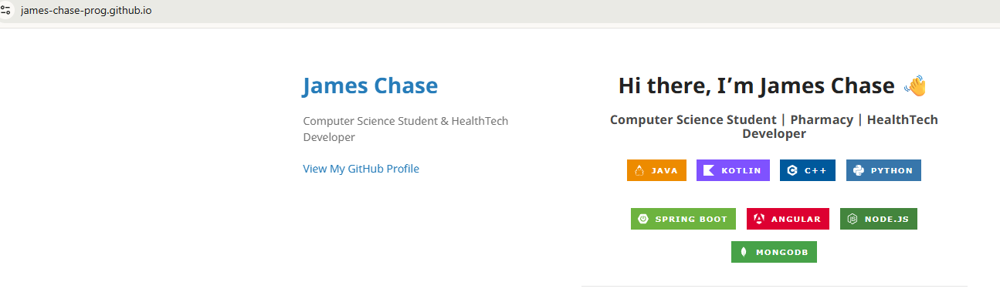 james-chase-prog.github.io
James Chase
Computer Science Student & HealthTech
Developer
View My GitHub Profile
Hi there, I’m James Chase 👋
Computer Science Student | Pharmacy | HealthTech
Developer
JAVA KOTLIN C++ PYTHON
SPRING BOOT ANGULAR NODE.JS
MONGODB